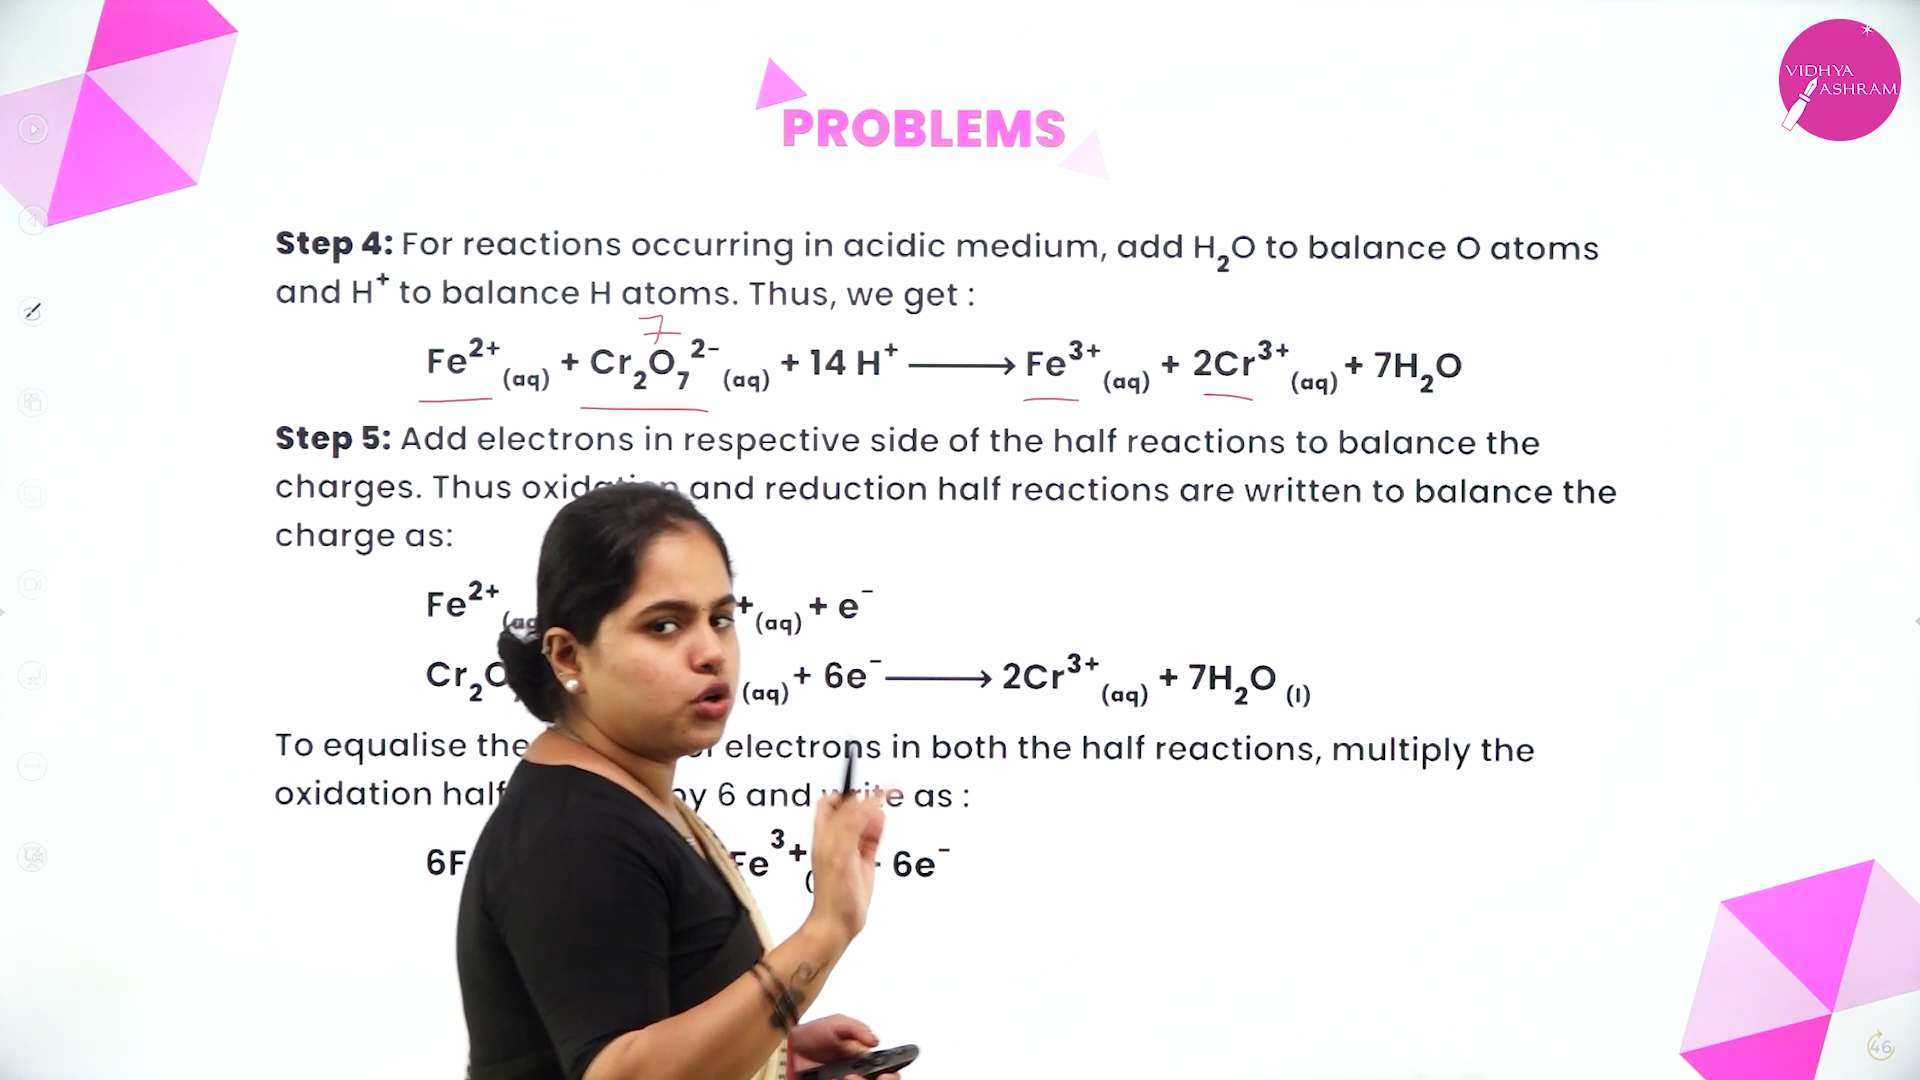 VIDHYA
ASHRAM
PROBLEMS
Step 4: For reactions occurring in acidic medium, add H₂O to balance O atoms
and H⁺ to balance H atoms. Thus, we get :
7
Fe²⁺(aq) + Cr₂O₇²⁻(aq) + 14 H⁺ ⟶ Fe³⁺(aq) + 2Cr³⁺(aq) + 7H₂O
Step 5: Add electrons in respective side of the half reactions to balance the
charges. Thus and reduction half reactions are written to balance the
charge as:
Fe²⁺ +(aq) + e⁻
Cr₂O (aq) + 6e⁻ ⟶ 2Cr³⁺(aq) + 7H₂O (l)
To equalise the electrons in both the half reactions, multiply the
oxidation half by 6 and write as :
6F Fe³⁺ 6e⁻
46